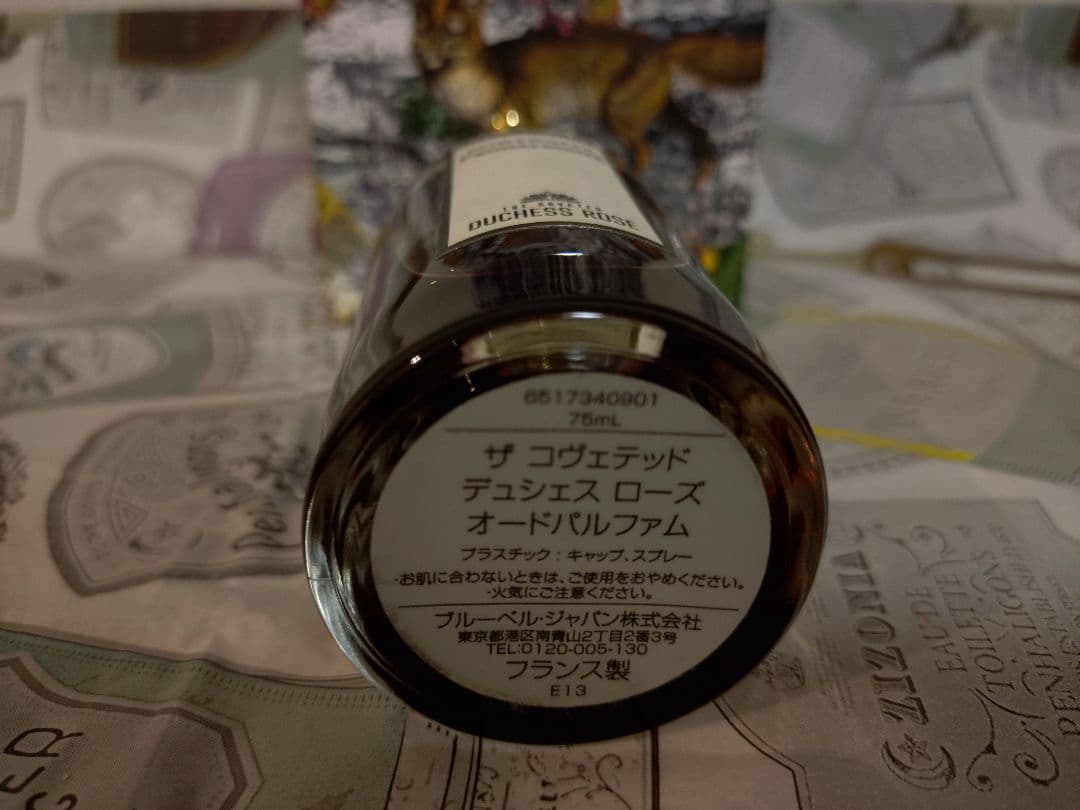 THE COVETED
DUCHESS ROSE
6517340901
75mL
ザ コヴェテッド
デュシェス ローズ
オードパルファム
プラスチック：キャップ、スプレー
・お肌に合わないときは、ご使用をおやめください。
・火気にご注意ください。
ブルーベル・ジャパン株式会社
東京都港区南青山2丁目2番3号
TEL:0120-005-130
フランス製
E13
ZIZONIA
EAU DE
TOILETTE
PENHALIGON'S